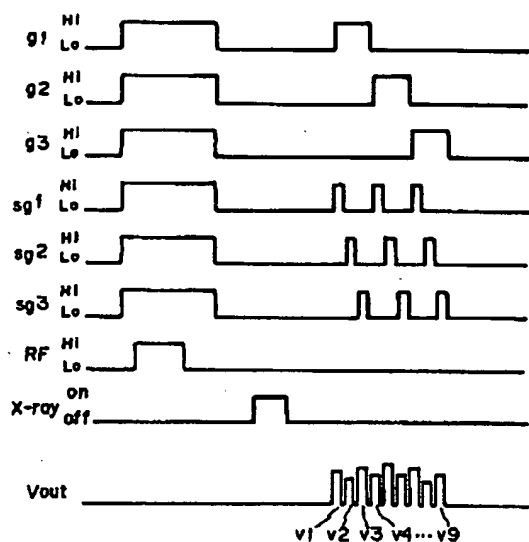 g1 Hi
Lo
g2 Hi
Lo
g3 Hi
Lo
sg1 Hi
Lo
sg2 Hi
Lo
sg3 Hi
Lo
RF Hi
Lo
X-ray on
off
Vout
v1 v2 v3 v4... v9